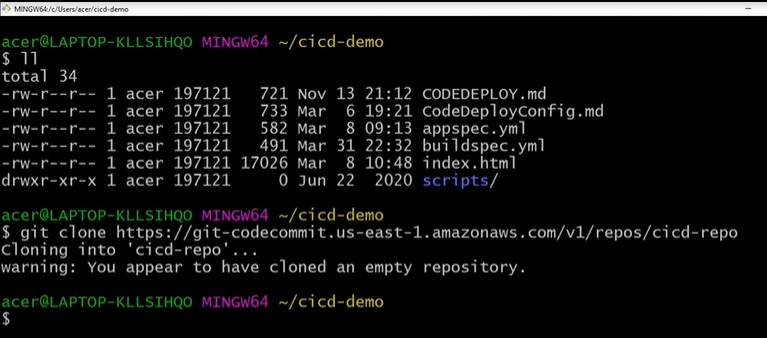 MINGW64:/c/Users/acer/cicd-demo
acer@LAPTOP-KLLSIHQO MINGW64 ~/cicd-demo
$ ll
total 34
-rw-r--r-- 1 acer 197121   721 Nov 13 21:12 CODEDEPLOY.md
-rw-r--r-- 1 acer 197121   733 Mar  6 19:21 CodeDeployConfig.md
-rw-r--r-- 1 acer 197121   582 Mar  8 09:13 appspec.yml
-rw-r--r-- 1 acer 197121   491 Mar 31 22:32 buildspec.yml
-rw-r--r-- 1 acer 197121 17026 Mar  8 10:48 index.html
drwxr-xr-x 1 acer 197121     0 Jun 22  2020 scripts/
acer@LAPTOP-KLLSIHQO MINGW64 ~/cicd-demo
$ git clone https://git-codecommit.us-east-1.amazonaws.com/v1/repos/cicd-repo
Cloning into 'cicd-repo'...
warning: You appear to have cloned an empty repository.
acer@LAPTOP-KLLSIHQO MINGW64 ~/cicd-demo
$